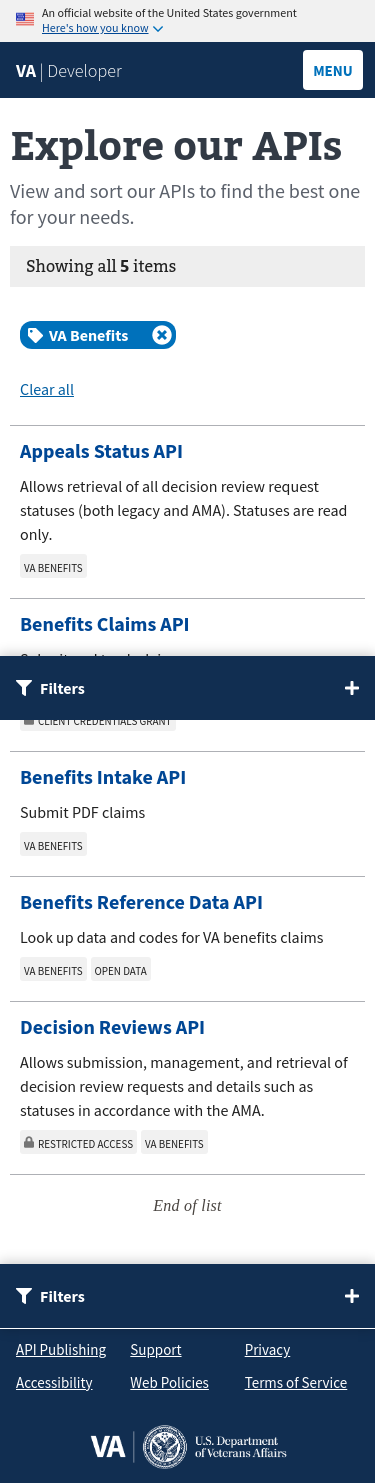 An official website of the United States government
Here's how you know
VA | Developer
MENU
Explore our APIs
View and sort our APIs to find the best one
for your needs.
Showing all 5 items
VA Benefits
Clear all
Appeals Status API
Allows retrieval of all decision review request
statuses (both legacy and AMA). Statuses are read
only.
VA BENEFITS
Benefits Claims API
Filters
CLIENT CREDENTIALS GRANT
Benefits Intake API
Submit PDF claims
VA BENEFITS
Benefits Reference Data API
Look up data and codes for VA benefits claims
VA BENEFITS OPEN DATA
Decision Reviews API
Allows submission, management, and retrieval of
decision review requests and details such as
statuses in accordance with the AMA.
RESTRICTED ACCESS VA BENEFITS
End of list
Filters
API Publishing Support Privacy
Accessibility Web Policies Terms of Service
VA U.S. Department
of Veterans Affairs